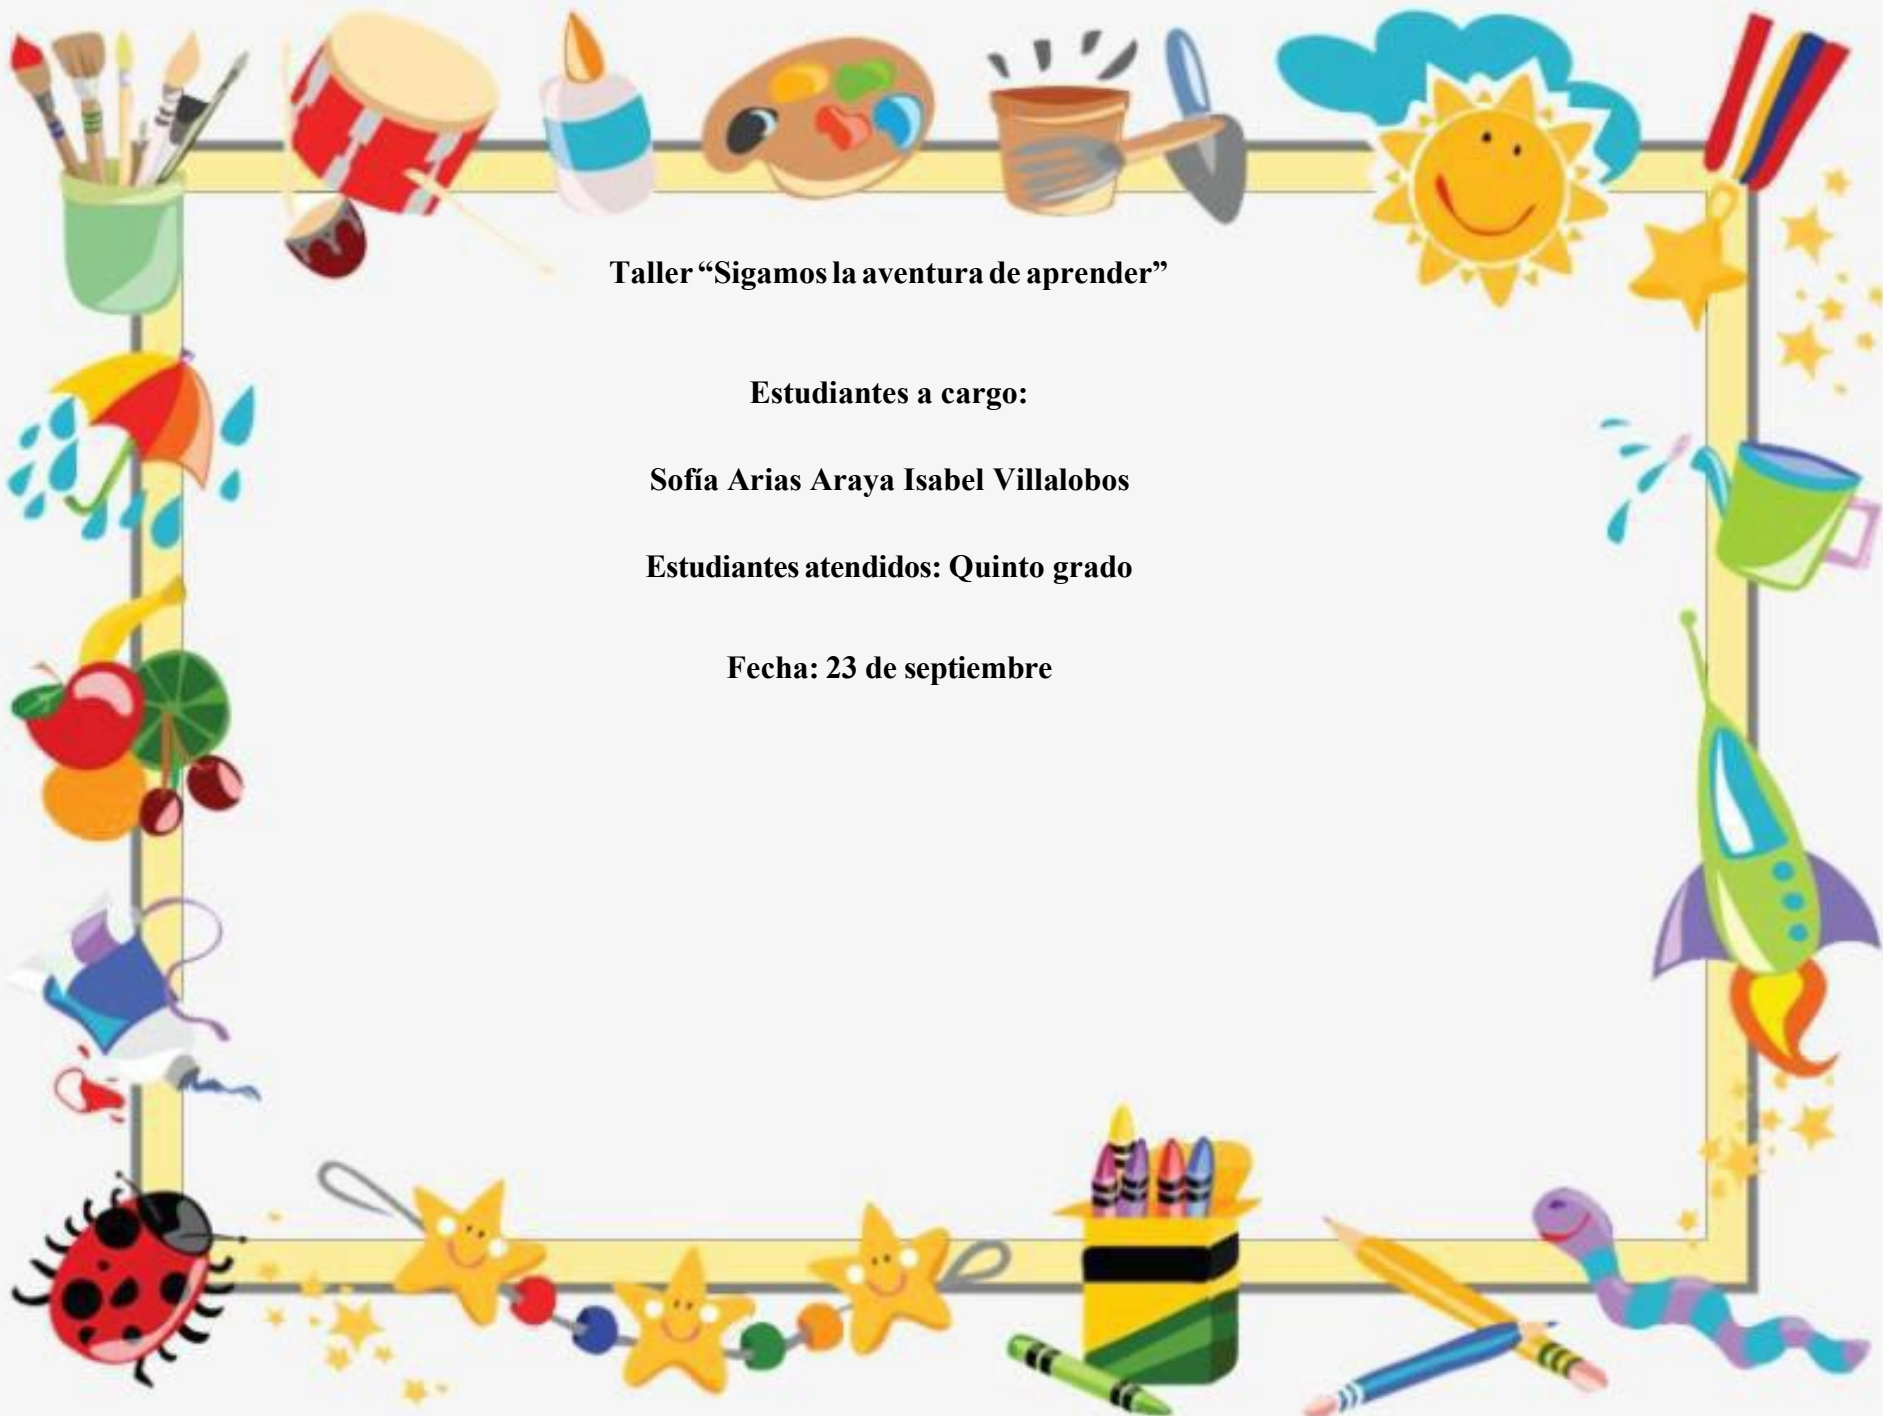 Taller “Sigamos la aventura de aprender”
Estudiantes a cargo:
Sofía Arias Araya Isabel Villalobos
Estudiantes atendidos: Quinto grado
Fecha: 23 de septiembre